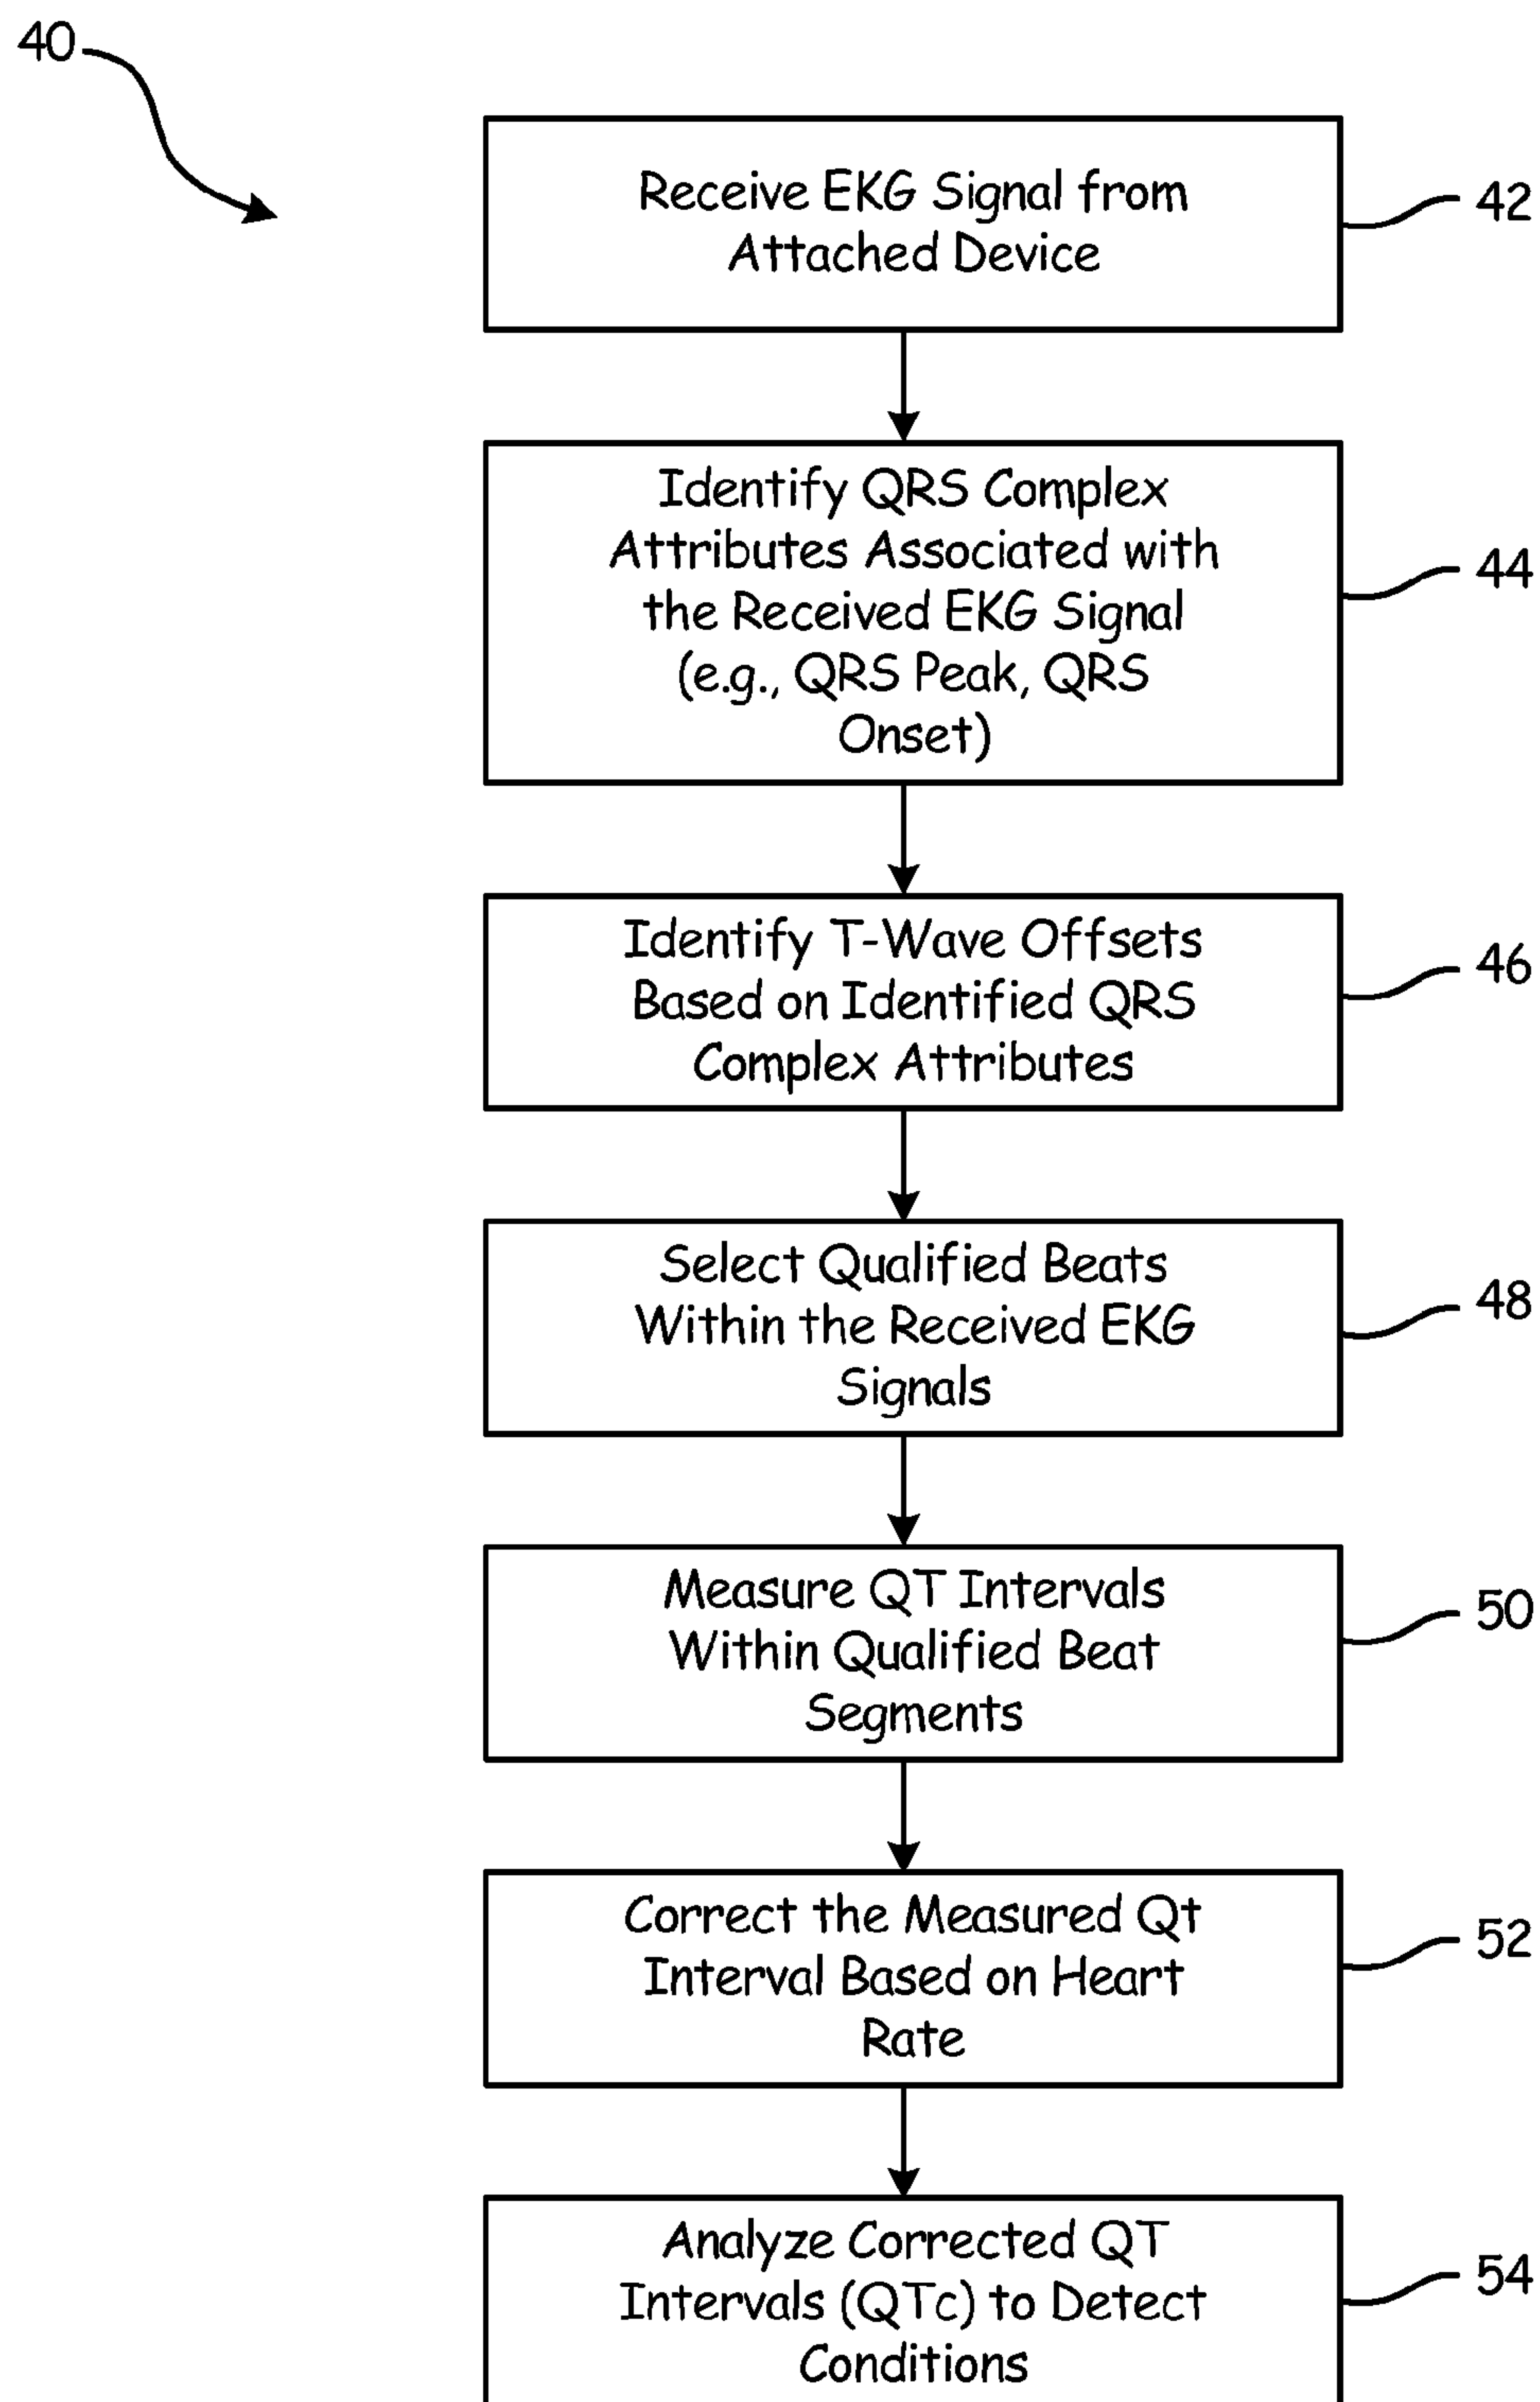 40
Receive EKG Signal from
Attached Device
42
Identify QRS Complex
Attributes Associated with
the Received EKG Signal
(e.g., QRS Peak, QRS
Onset)
44
Identify T-Wave Offsets
Based on Identified QRS
Complex Attributes
46
Select Qualified Beats
Within the Received EKG
Signals
48
Measure QT Intervals
Within Qualified Beat
Segments
50
Correct the Measured Qt
Interval Based on Heart
Rate
52
Analyze Corrected QT
Intervals (QTc) to Detect
Conditions
54